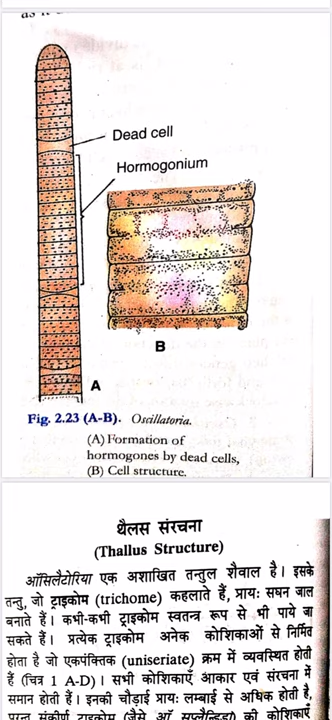 Dead cell
Hormogonium
B
A
Fig. 2.23 (A-B). Oscillatoria.
(A) Formation of
hormogones by dead cells,
(B) Cell structure.
थैलस संरचना
(Thallus Structure)
ऑसिलैटोरिया एक अशाखित तन्तुल शैवाल है। इसके
तन्तु, जो ट्राइकोम (trichome) कहलाते हैं, प्रायः सघन जाल
बनाते हैं। कभी-कभी ट्राइकोम स्वतन्त्र रूप से भी पाये जा
सकते हैं। प्रत्येक ट्राइकोम अनेक कोशिकाओं से निर्मित
होता है जो एकपंक्तिक (uniseriate) क्रम में व्यवस्थित होती
हैं (चित्र 1 A-D)। सभी कोशिकाएँ आकार एवं संरचना में
समान होती हैं। इनकी चौड़ाई प्रायः लम्बाई से अधिक होती है,
परन्तु संकीर्ण ट्राइकोम (जैसे ऑ की कोशिकाएँ